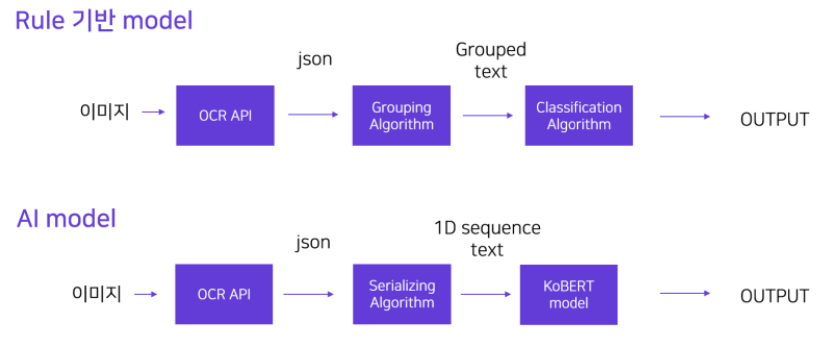 Rule 기반 model
json
Grouped
text
이미지
OCR API
Grouping
Algorithm
Classification
Algorithm
OUTPUT
AI model
json
1D sequence
text
이미지
OCR API
Serializing
Algorithm
KoBERT
model
OUTPUT